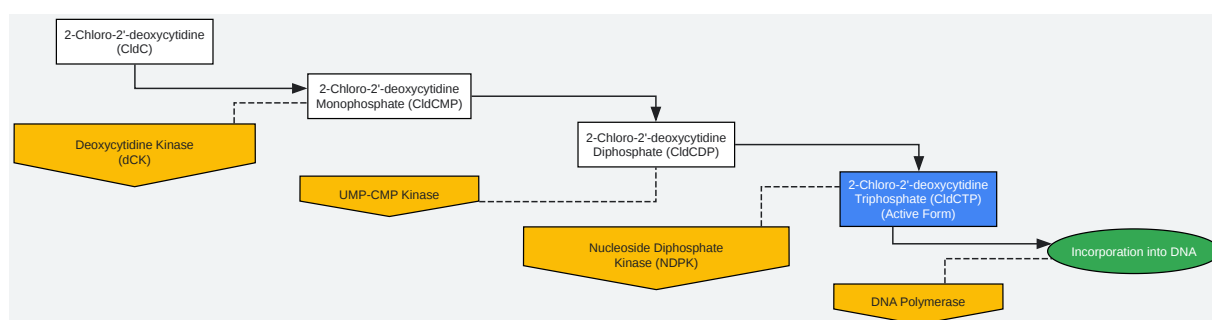 2-Chloro-2'-deoxycytidine
(CldC)
2-Chloro-2'-deoxycytidine
Monophosphate (CldCMP)
Deoxycytidine Kinase
(dCK)
2-Chloro-2'-deoxycytidine
Diphosphate (CldCDP)
UMP-CMP Kinase
2-Chloro-2'-deoxycytidine
Triphosphate (CldCTP)
(Active Form)
Nucleoside Diphosphate
Kinase (NDPK)
Incorporation into DNA
DNA Polymerase